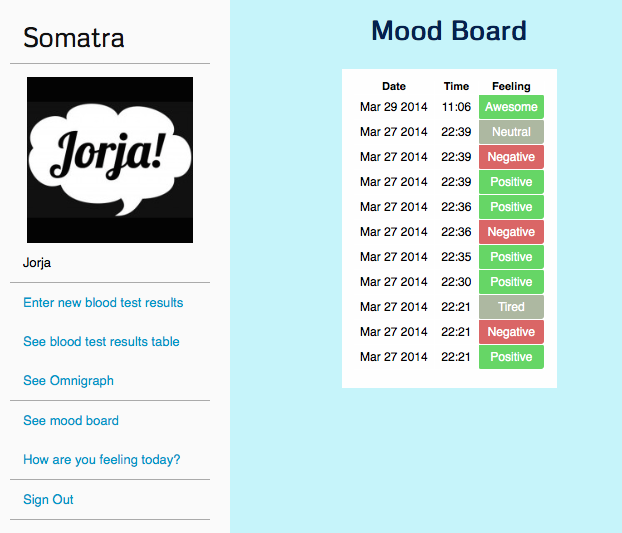 Somatra
Jorja!
Jorja
Enter new blood test results
See blood test results table
See Omnigraph
See mood board
How are you feeling today?
Sign Out
Mood Board
Date Time Feeling
Mar 29 2014 11:06 Awesome
Mar 27 2014 22:39 Neutral
Mar 27 2014 22:39 Negative
Mar 27 2014 22:39 Positive
Mar 27 2014 22:36 Positive
Mar 27 2014 22:36 Negative
Mar 27 2014 22:35 Positive
Mar 27 2014 22:30 Positive
Mar 27 2014 22:21 Tired
Mar 27 2014 22:21 Negative
Mar 27 2014 22:21 Positive